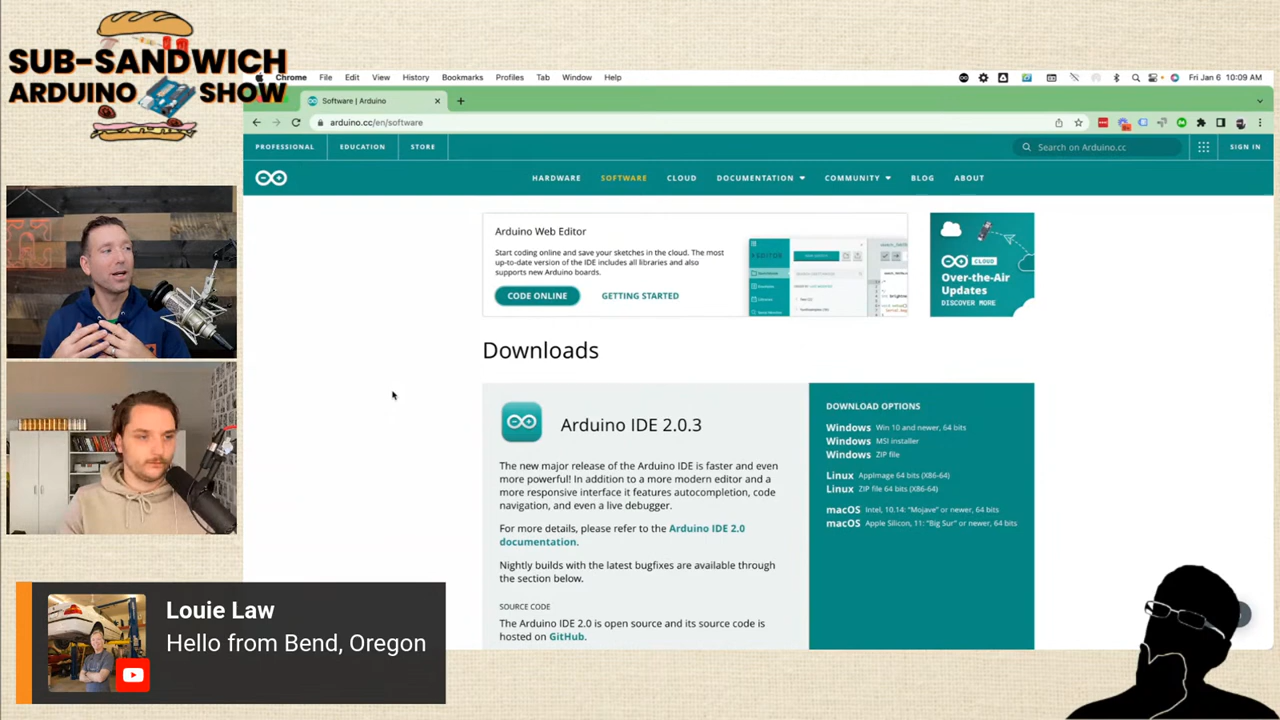 SUB-SANDWICH
ARDUINO SHOW
Chrome File Edit View History Bookmarks Profiles Tab Window Help
Fri Jan 6 10:09 AM
Software | Arduino
arduino.cc/en/software
PROFESSIONAL EDUCATION STORE
Search on Arduino.cc
SIGN IN
HARDWARE SOFTWARE CLOUD DOCUMENTATION COMMUNITY BLOG ABOUT
Arduino Web Editor
Start coding online and save your sketches in the cloud. The most
up-to-date version of the IDE includes all libraries and also
supports new Arduino boards.
CODE ONLINE GETTING STARTED
CLOUD
Over-the-Air
Updates
DISCOVER MORE
Downloads
Arduino IDE 2.0.3
The new major release of the Arduino IDE is faster and even
more powerful! In addition to a more modern editor and a
more responsive interface it features autocompletion, code
navigation, and even a live debugger.
For more details, please refer to the Arduino IDE 2.0
documentation.
Nightly builds with the latest bugfixes are available through
the section below.
SOURCE CODE
The Arduino IDE 2.0 is open source and its source code is
hosted on GitHub.
DOWNLOAD OPTIONS
Windows Win 10 and newer, 64 bits
Windows MSI installer
Windows ZIP file
Linux AppImage 64 bits (X86-64)
Linux ZIP file 64 bits (X86-64)
macOS Intel, 10.14: “Mojave” or newer, 64 bits
macOS Apple Silicon, 11: “Big Sur” or newer, 64 bits
Louie Law
Hello from Bend, Oregon